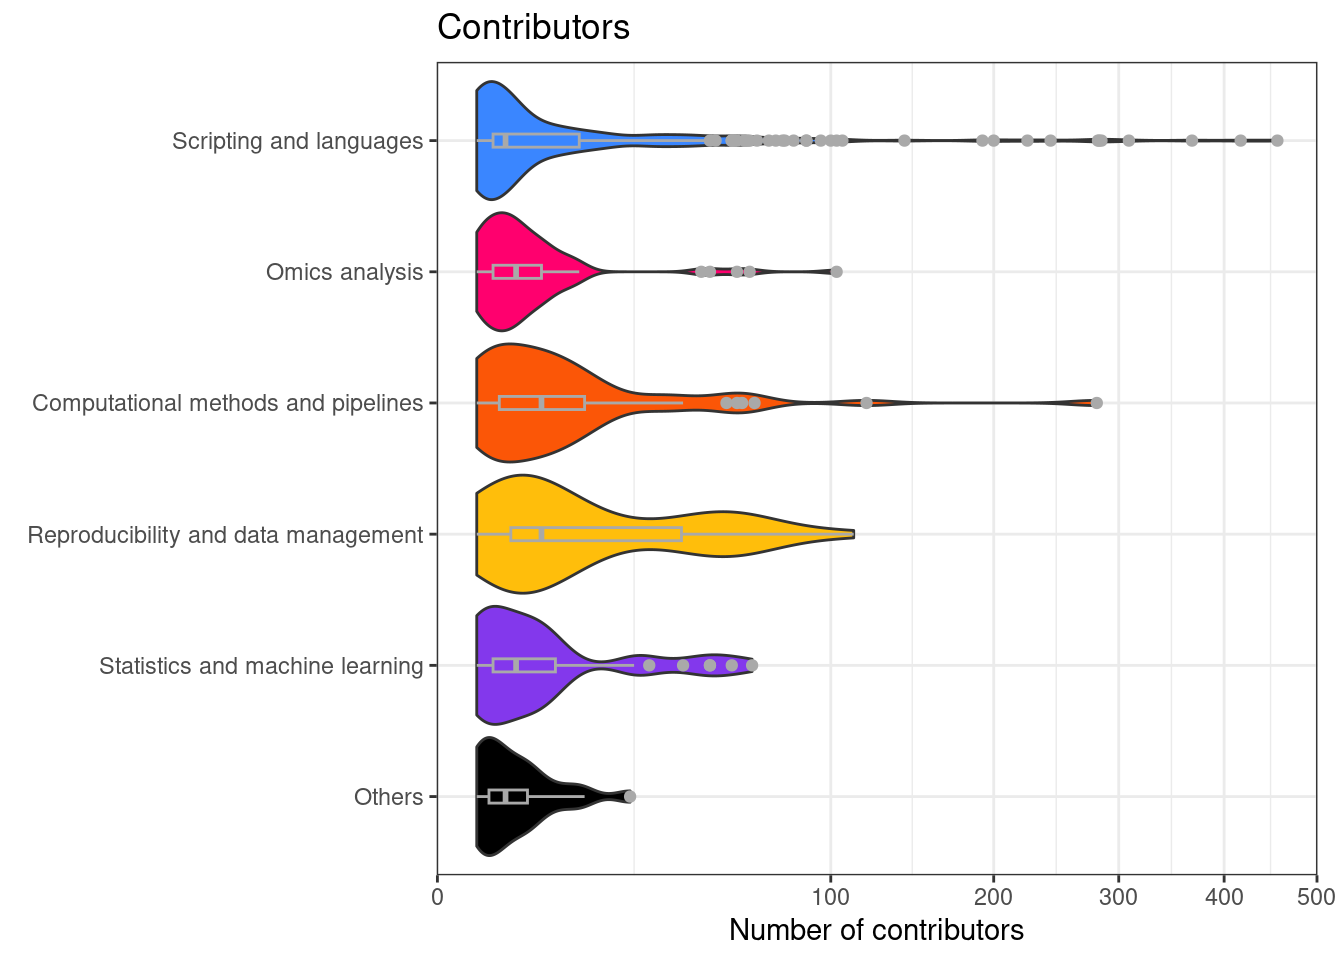 Contributors
Scripting and languages
Omics analysis
Computational methods and pipelines
Reproducibility and data management
Statistics and machine learning
Others
0 100 200 300 400 500
Number of contributors